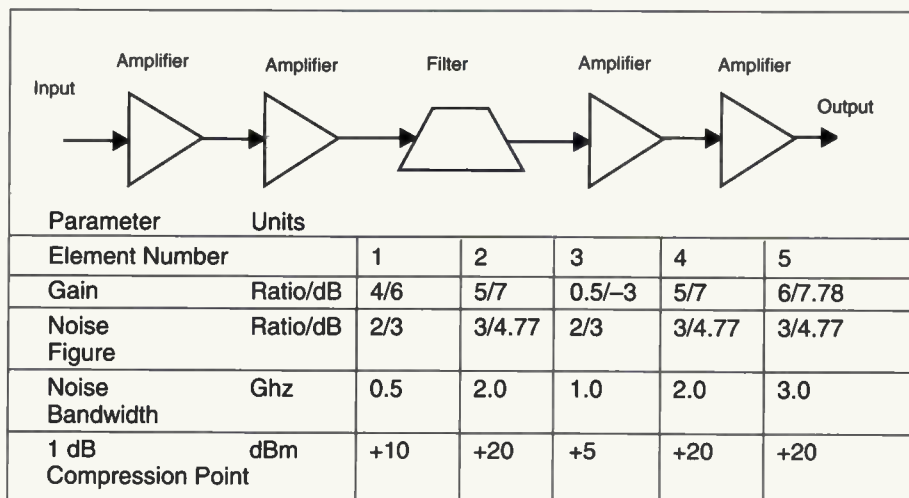 Amplifier Amplifier Filter Amplifier Amplifier
Input
Output
Parameter Units
Element Number 1 2 3 4 5
Gain Ratio/dB 4/6 5/7 0.5/–3 5/7 6/7.78
Noise Ratio/dB 2/3 3/4.77 2/3 3/4.77 3/4.77
Figure
Noise Ghz 0.5 2.0 1.0 2.0 3.0
Bandwidth
1 dB dBm +10 +20 +5 +20 +20
Compression Point